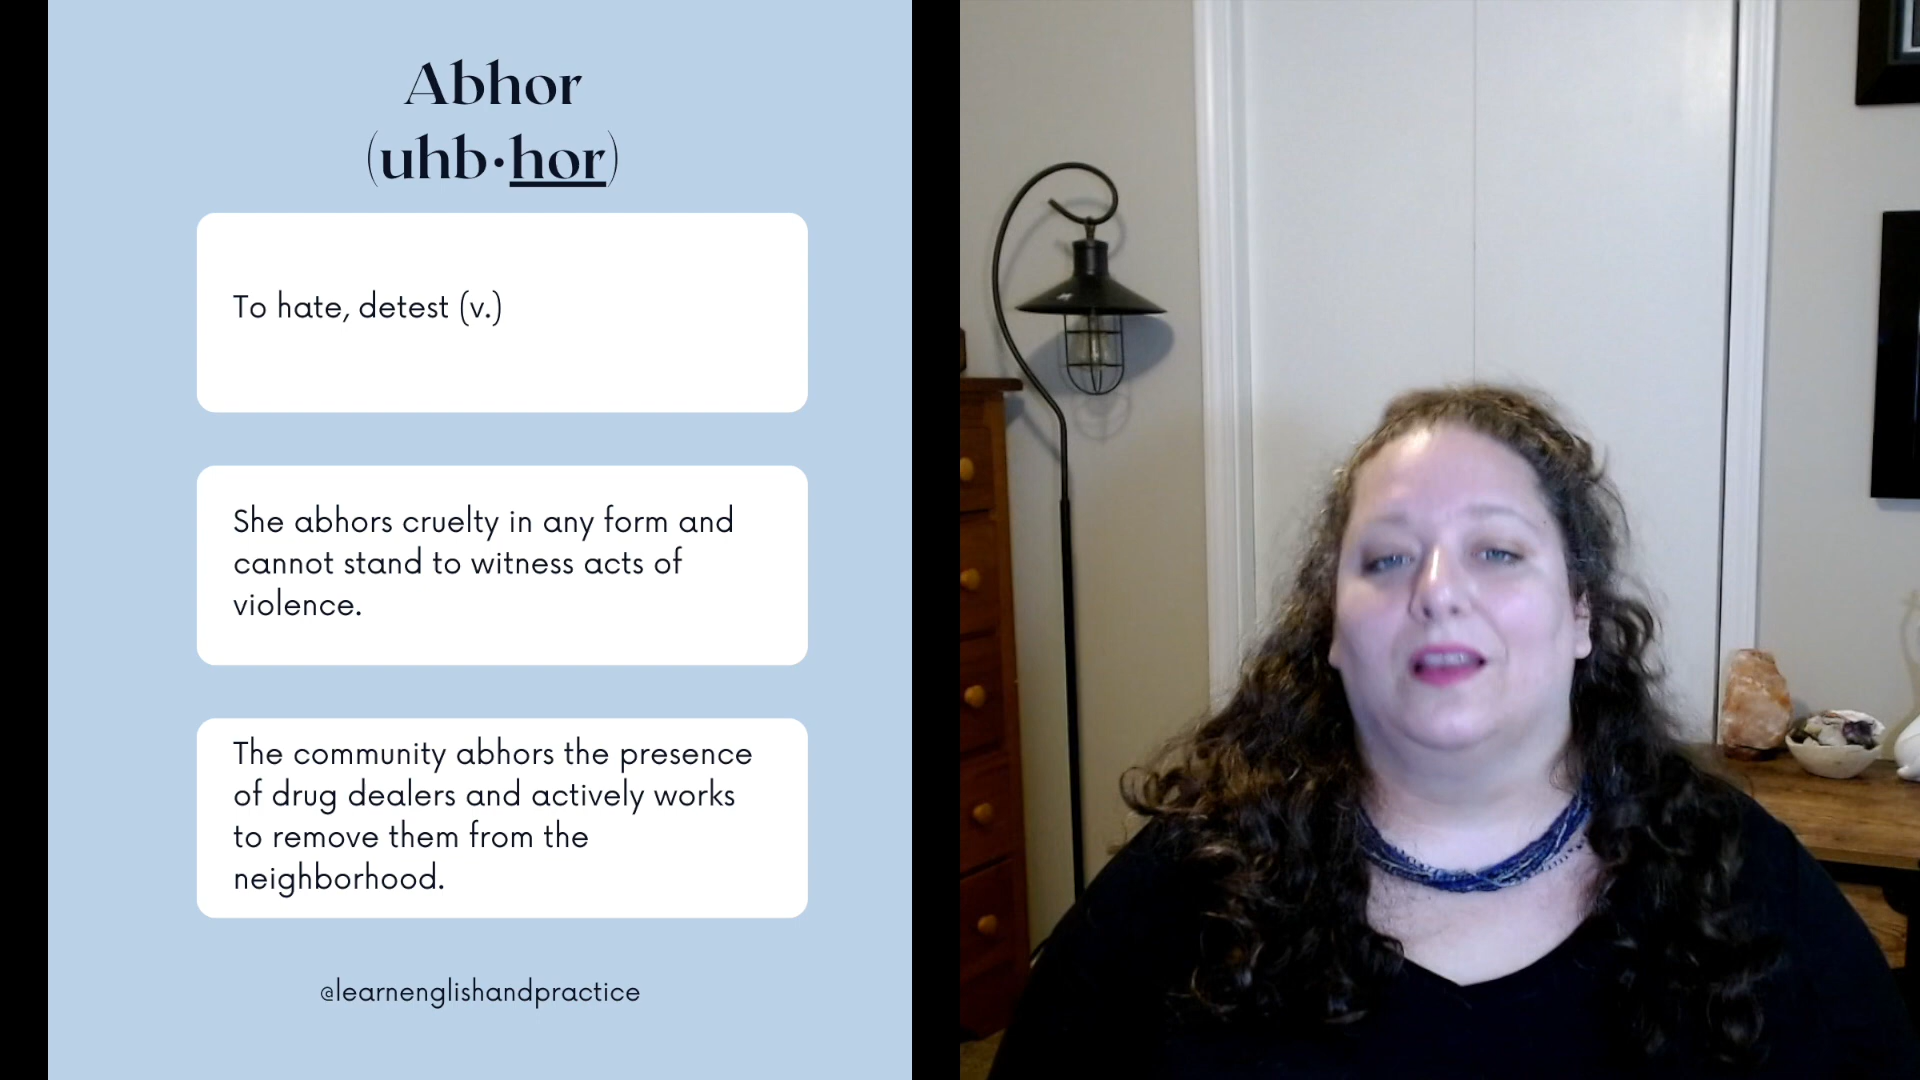 Abhor
(uhb·hor)
To hate, detest (v.)
She abhors cruelty in any form and
cannot stand to witness acts of
violence.
The community abhors the presence
of drug dealers and actively works
to remove them from the
neighborhood.
@learnenglishandpractice